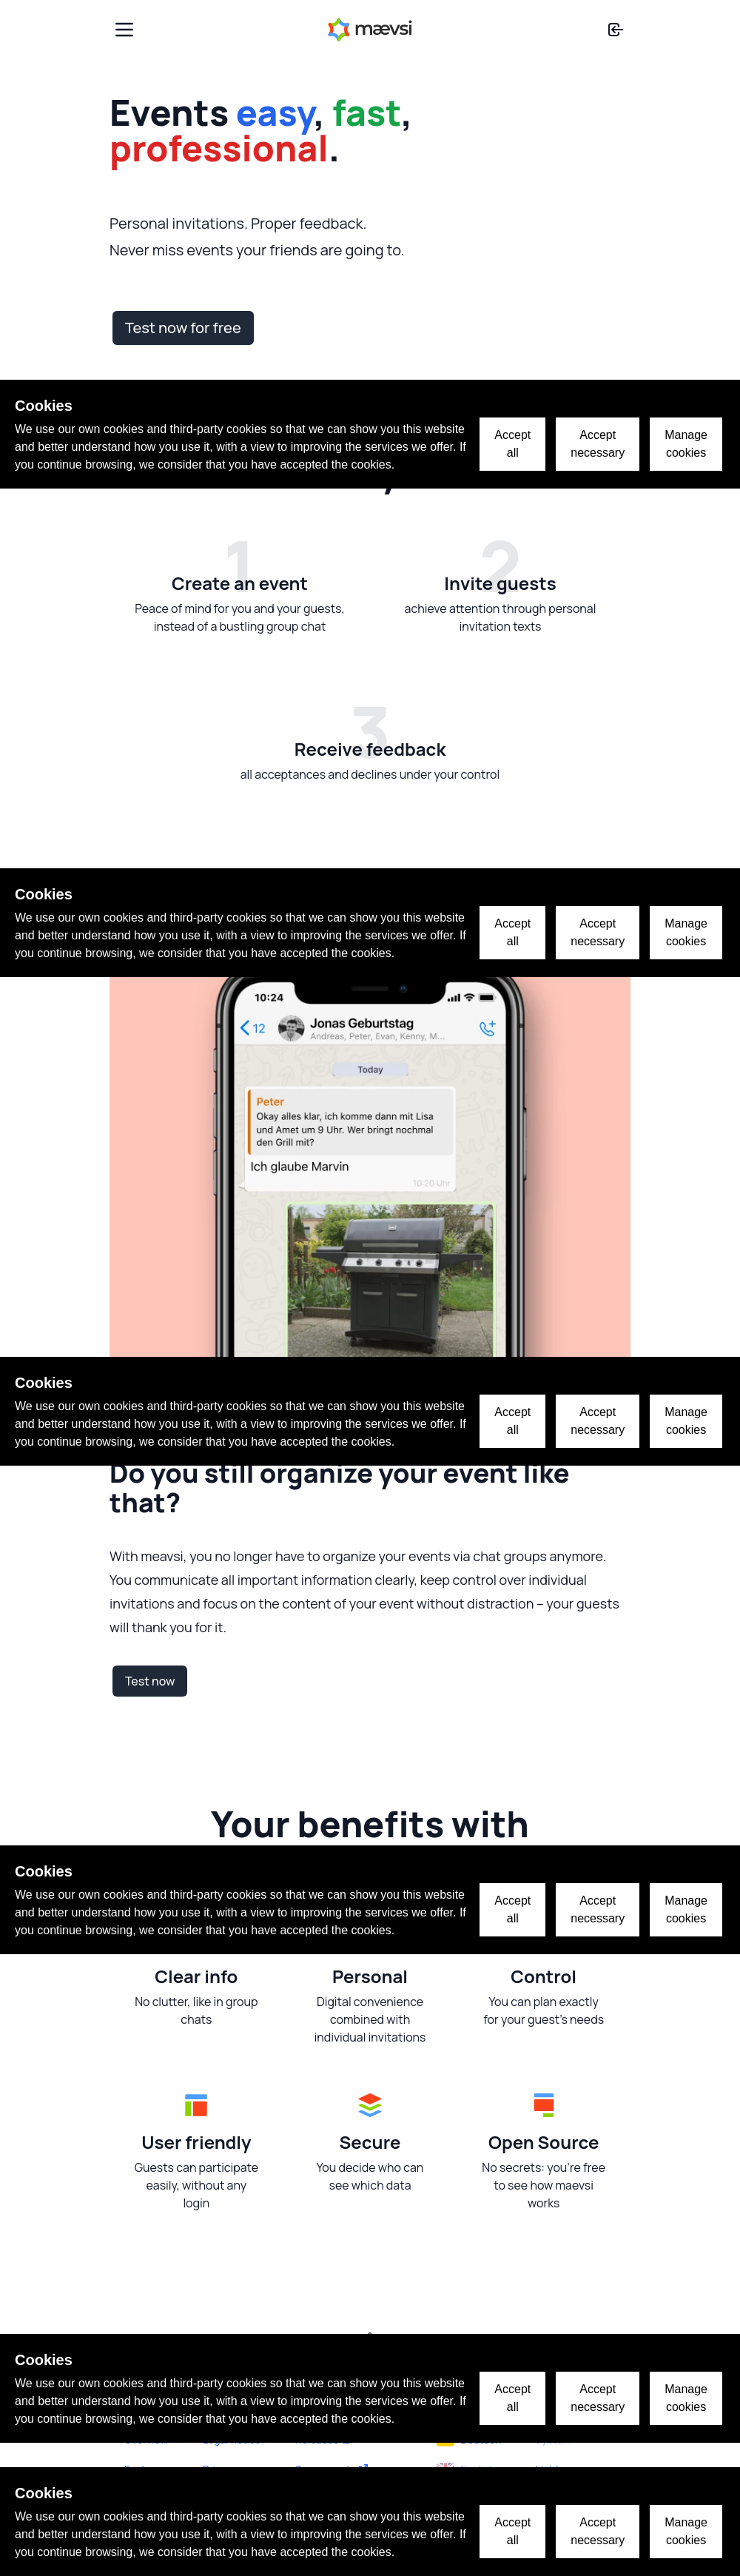 mævsi
Events easy, fast,
professional.
Personal invitations. Proper feedback.
Never miss events your friends are going to.
Test now for free
Cookies
We use our own cookies and third-party cookies so that we can show you this website
and better understand how you use it, with a view to improving the services we offer. If
you continue browsing, we consider that you have accepted the cookies.
Accept
all
Accept
necessary
Manage
cookies
1
Create an event
Peace of mind for you and your guests,
instead of a bustling group chat
2
Invite guests
achieve attention through personal
invitation texts
3
Receive feedback
all acceptances and declines under your control
Cookies
We use our own cookies and third-party cookies so that we can show you this website
and better understand how you use it, with a view to improving the services we offer. If
you continue browsing, we consider that you have accepted the cookies.
Accept
all
Accept
necessary
Manage
cookies
10:24
12
Jonas Geburtstag
Andreas, Peter, Evan, Kenny, M...
Today
Peter
Okay alles klar, ich komme dann mit Lisa
und Amet um 9 Uhr. Wer bringt nochmal
den Grill mit?
Ich glaube Marvin
10:20 Uhr
Cookies
We use our own cookies and third-party cookies so that we can show you this website
and better understand how you use it, with a view to improving the services we offer. If
you continue browsing, we consider that you have accepted the cookies.
Accept
all
Accept
necessary
Manage
cookies
Do you still organize your event like
that?
With meavsi, you no longer have to organize your events via chat groups anymore.
You communicate all important information clearly, keep control over individual
invitations and focus on the content of your event without distraction – your guests
will thank you for it.
Test now
Your benefits with
Cookies
We use our own cookies and third-party cookies so that we can show you this website
and better understand how you use it, with a view to improving the services we offer. If
you continue browsing, we consider that you have accepted the cookies.
Accept
all
Accept
necessary
Manage
cookies
Clear info
No clutter, like in group
chats
Personal
Digital convenience
combined with
individual invitations
Control
You can plan exactly
for your guest's needs
User friendly
Guests can participate
easily, without any
login
Secure
You decide who can
see which data
Open Source
No secrets: you're free
to see how maevsi
works
Cookies
We use our own cookies and third-party cookies so that we can show you this website
and better understand how you use it, with a view to improving the services we offer. If
you continue browsing, we consider that you have accepted the cookies.
Accept
all
Accept
necessary
Manage
cookies
Cookies
We use our own cookies and third-party cookies so that we can show you this website
and better understand how you use it, with a view to improving the services we offer. If
you continue browsing, we consider that you have accepted the cookies.
Accept
all
Accept
necessary
Manage
cookies